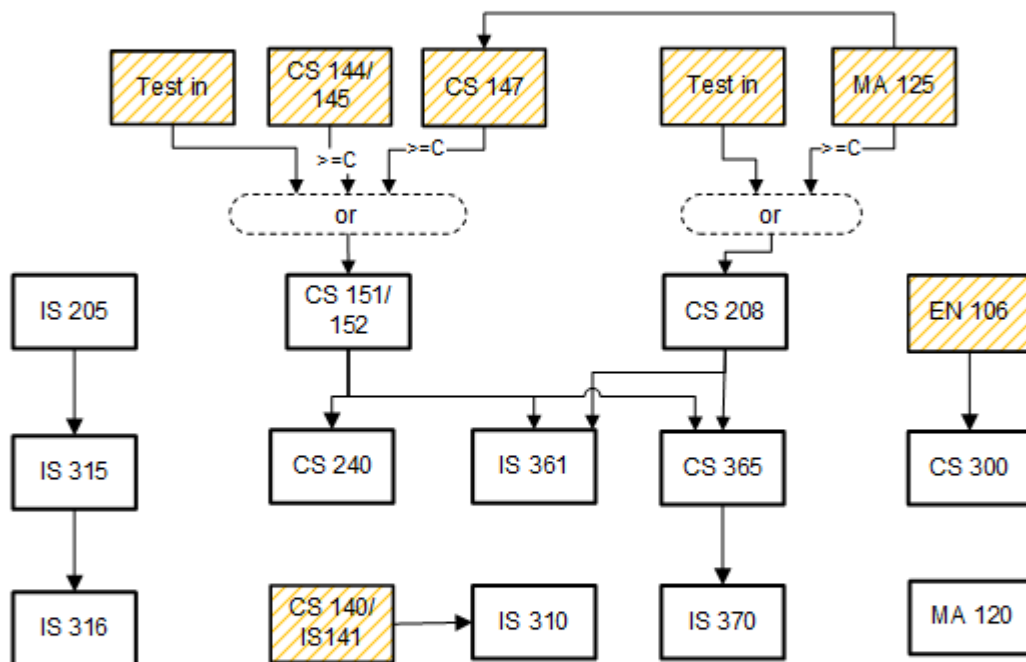 Test in
CS 144/
145
CS 147
Test in
MA 125
>=C
>=C
>=C
or
or
IS 205
CS 151/
152
CS 208
EN 106
IS 315
CS 240
IS 361
CS 365
CS 300
IS 316
CS 140/
IS141
IS 310
IS 370
MA 120